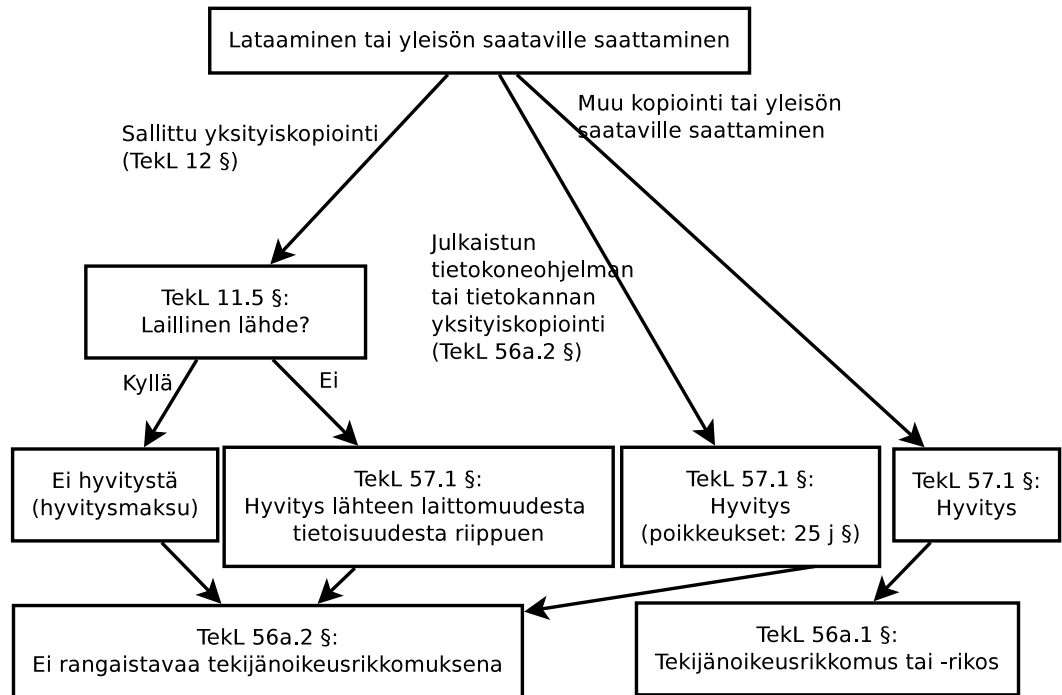 Lataaminen tai yleisön saataville saattaminen
Muu kopiointi tai yleisön
saataville saattaminen
Sallittu yksityiskopiointi
(TekL 12 §)
Julkaistun
tietokoneohjelman
tai tietokannan
yksityiskopiointi
(TekL 56a.2 §)
TekL 11.5 §:
Laillinen lähde?
Kyllä
Ei
Ei hyvitystä
(hyvitysmaksu)
TekL 57.1 §:
Hyvitys lähteen laittomuudesta
tietoisuudesta riippuen
TekL 57.1 §:
Hyvitys
(poikkeukset: 25 j §)
TekL 57.1 §:
Hyvitys
TekL 56a.2 §:
Ei rangaistavaa tekijänoikeusrikkomuksena
TekL 56a.1 §:
Tekijänoikeusrikkomus tai -rikos